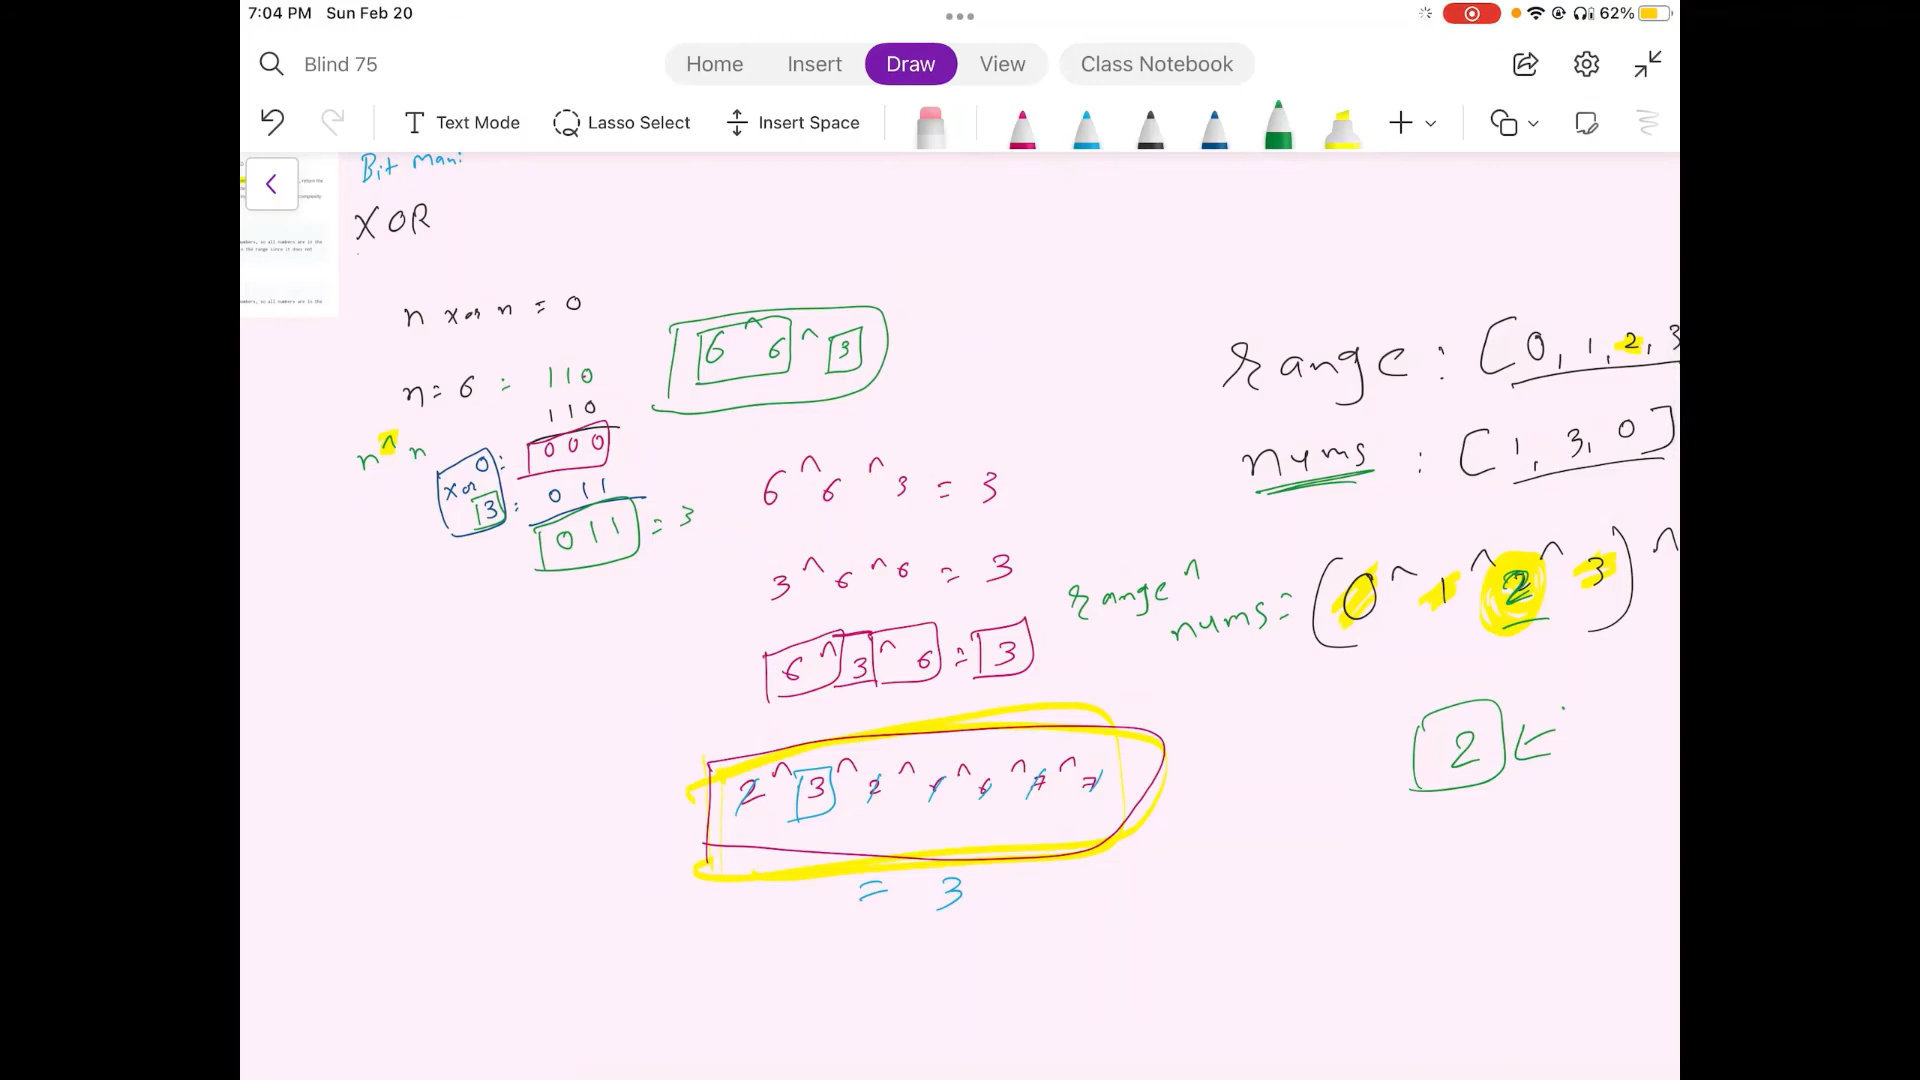 7:04 PM Sun Feb 20
62%
Blind 75
Home Insert Draw View Class Notebook
Text Mode Lasso Select Insert Space
Bit Mani
XOR
n xor n = 0
n = 6 : 110
110
n ^ n
0 : 000
xor
3 : 011
011 = 3
6 ^ 6 ^ 3
6 ^ 6 ^ 3 = 3
3 ^ 6 ^ 6 = 3
6 ^ 3 ^ 6 = 3
2 ^ 3 ^ 2 ^ 6 ^ 6 ^ 7 ^ 7
= 3
range : [0, 1, 2, 3
nums : [1, 3, 0]
range ^
nums = (0 ^ 1 ^ 2 ^ 3) ^
2